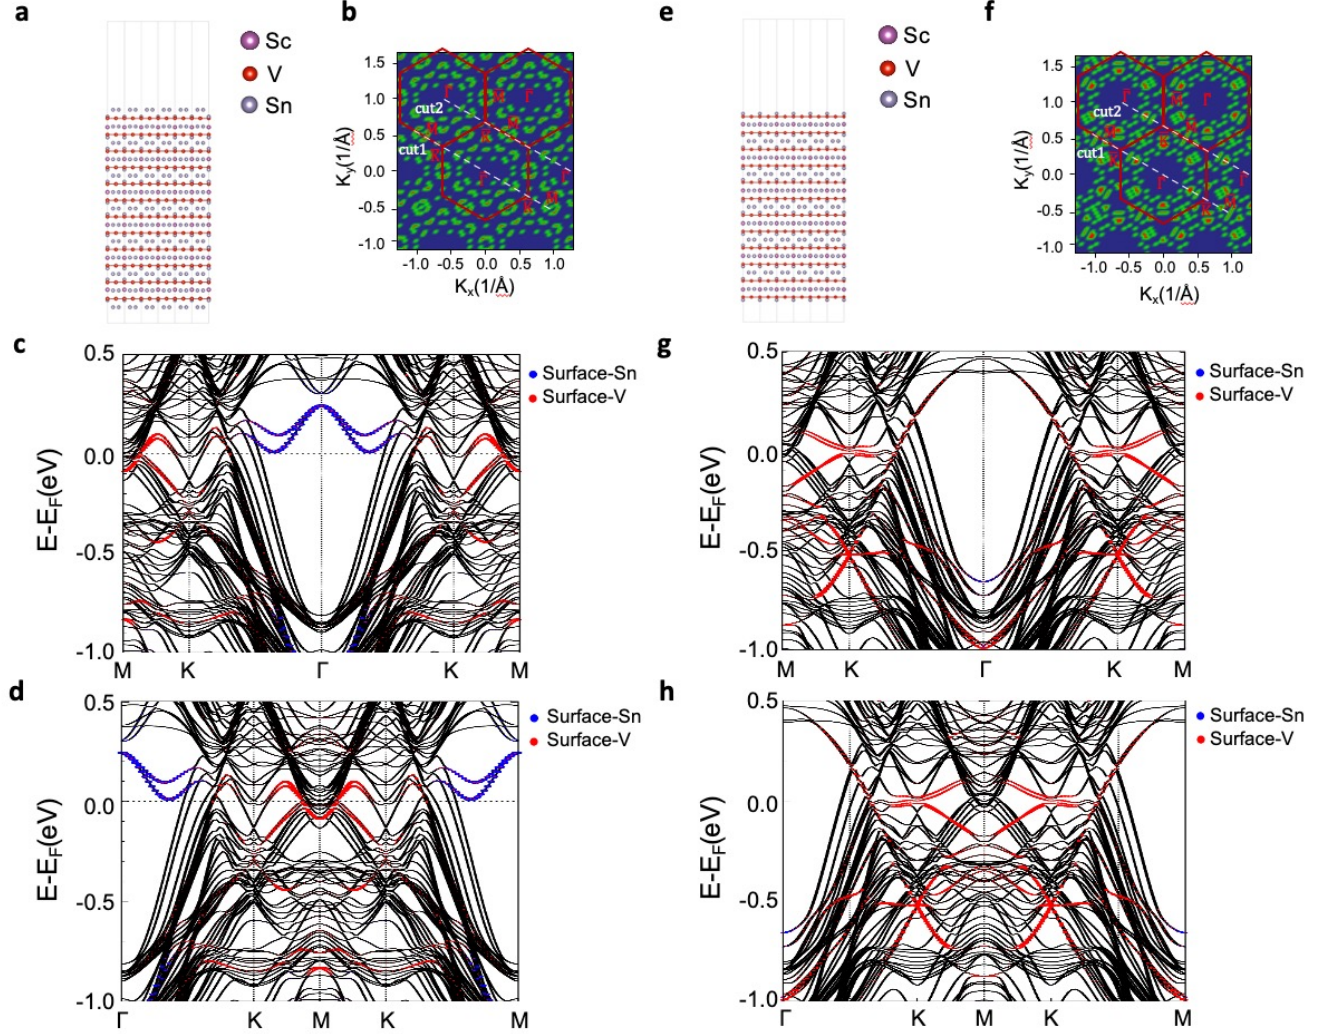 a
Sc
V
Sn
b
1.5
1.0
0.5
0.0
-0.5
-1.0
Ky(1/Å)
-1.0 -0.5 0.0 0.5 1.0
Kx(1/Å)
cut2
cut1
Γ
M
Γ
M
K
M
K
Γ
Γ
K
M
e
Sc
V
Sn
f
1.5
1.0
0.5
0.0
-0.5
-1.0
Ky(1/Å)
-1.0 -0.5 0.0 0.5 1.0
Kx(1/Å)
cut2
cut1
Γ
M
Γ
M
K
M
K
Γ
Γ
K
M
c
0.5
0.0
-0.5
-1.0
E-EF(eV)
M K Γ K M
Surface-Sn
Surface-V
g
0.5
0.0
-0.5
-1.0
E-EF(eV)
M K Γ K M
Surface-Sn
Surface-V
d
0.5
0.0
-0.5
-1.0
E-EF(eV)
Γ K M K M
Surface-Sn
Surface-V
h
0.5
0.0
-0.5
-1.0
E-EF(eV)
Γ K M K M
Surface-Sn
Surface-V